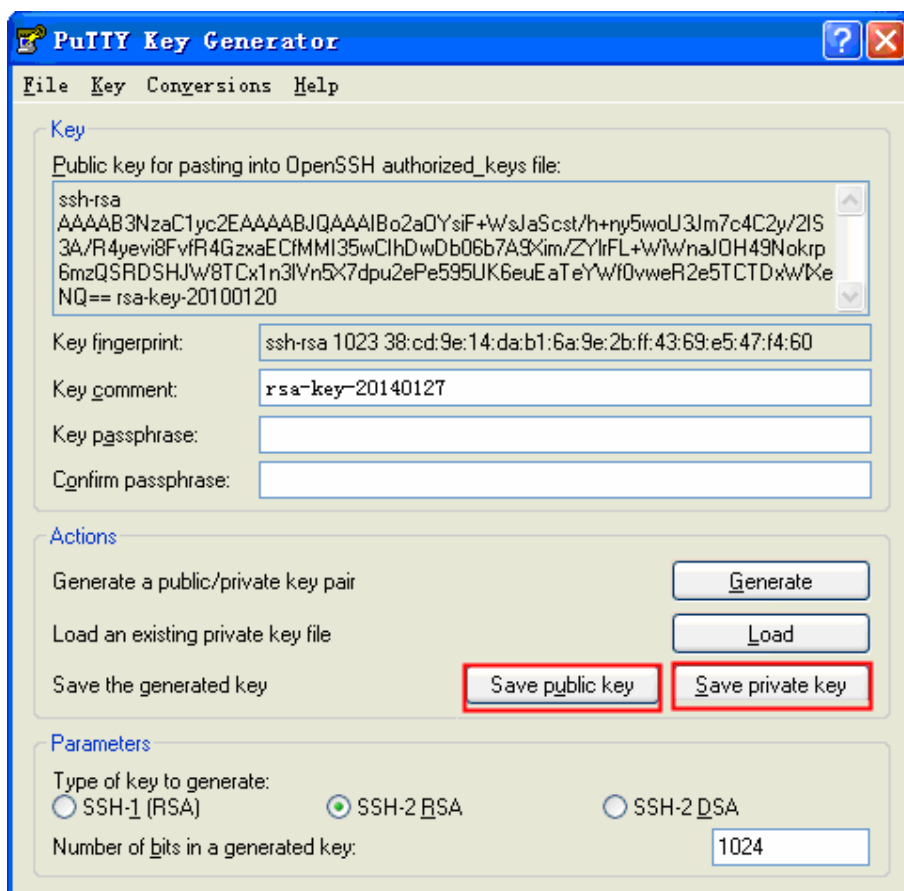 PuTTY Key Generator
File Key Conversions Help
Key
Public key for pasting into OpenSSH authorized_keys file:
ssh-rsa
AAAAB3NzaC1yc2EAAAABJQAAAIBo2aOYsiF+WsJaScst/h+ny5woU3Jm7c4C2y/2IS
3A/R4yevi8FvfR4GzxaECfMMI35wClhDwDb06b7A9Xim/ZYIrFL+WiWnaJOH49Nokrp
6mzQSRDSHJW8TCx1n3IVn5X7dpu2ePe595UK6euEaTeYWf0vweR2e5TCTDxWlXe
NQ== rsa-key-20100120
Key fingerprint: ssh-rsa 1023 38:cd:9e:14:da:b1:6a:9e:2b:ff:43:69:e5:47:f4:60
Key comment: rsa-key-20140127
Key passphrase:
Confirm passphrase:
Actions
Generate a public/private key pair Generate
Load an existing private key file Load
Save the generated key Save public key Save private key
Parameters
Type of key to generate:
SSH-1 (RSA) SSH-2 RSA SSH-2 DSA
Number of bits in a generated key: 1024